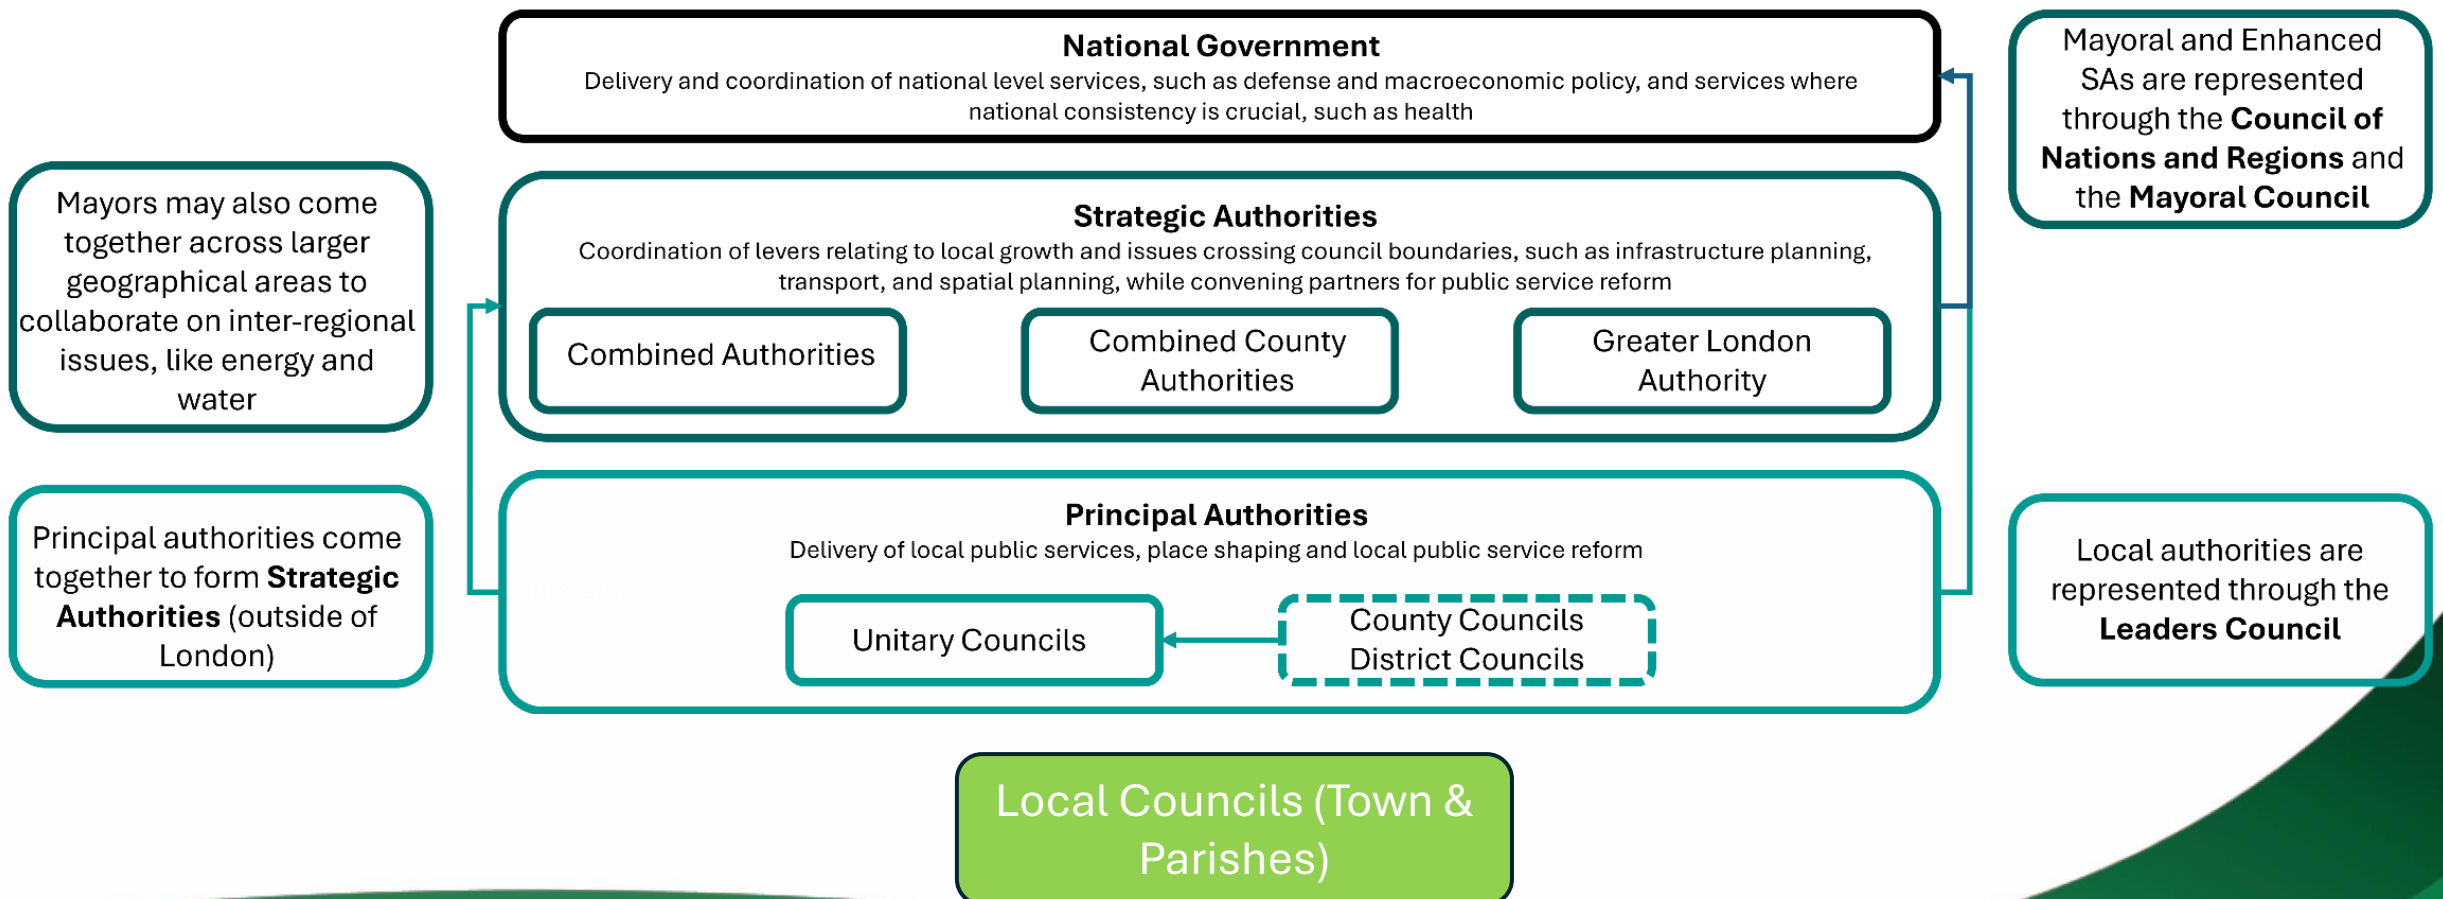 National Government
Delivery and coordination of national level services, such as defense and macroeconomic policy, and services where
national consistency is crucial, such as health
Mayoral and Enhanced
SAs are represented
through the Council of
Nations and Regions and
the Mayoral Council
Mayors may also come
together across larger
geographical areas to
collaborate on inter-regional
issues, like energy and
water
Strategic Authorities
Coordination of levers relating to local growth and issues crossing council boundaries, such as infrastructure planning,
transport, and spatial planning, while convening partners for public service reform
Combined Authorities
Combined County
Authorities
Greater London
Authority
Principal authorities come
together to form Strategic
Authorities (outside of
London)
Principal Authorities
Delivery of local public services, place shaping and local public service reform
Unitary Councils
County Councils
District Councils
Local authorities are
represented through the
Leaders Council
Local Councils (Town &
Parishes)